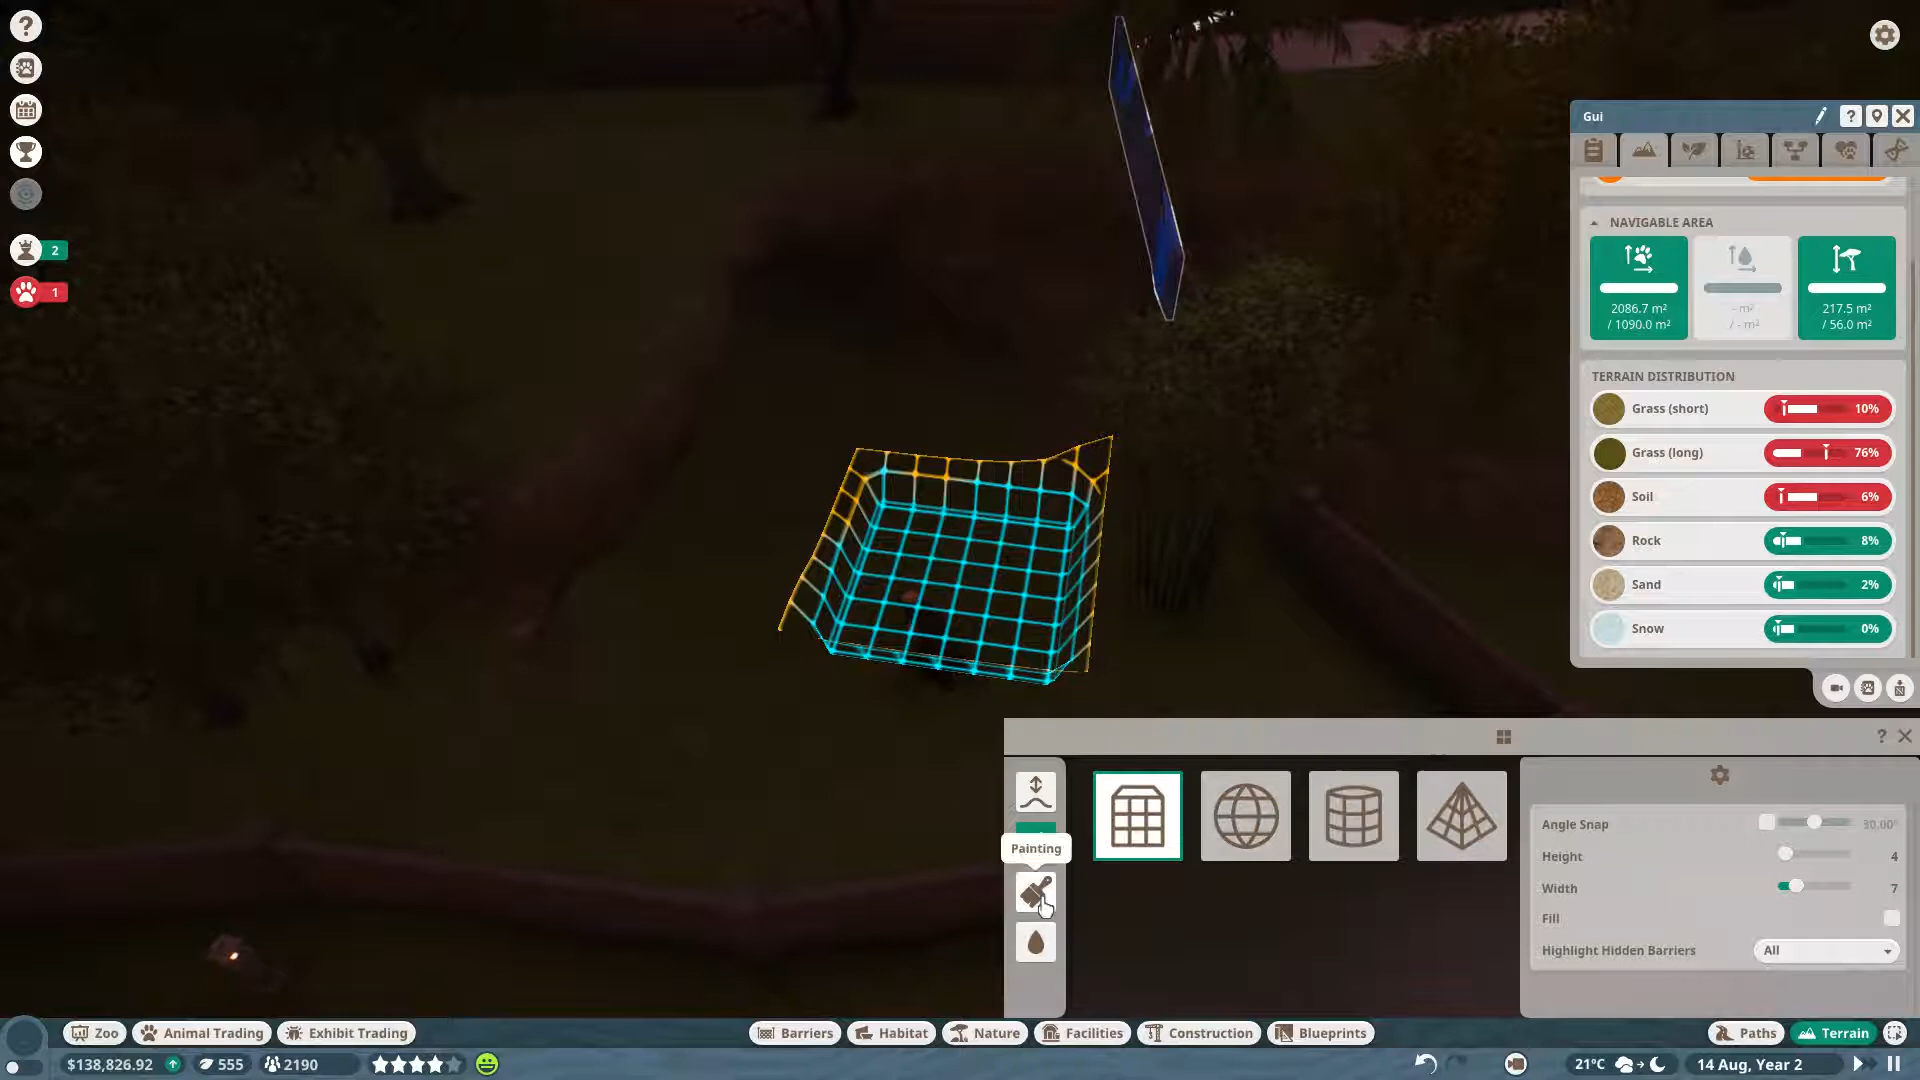 ?
2
1
Gui
?
NAVIGABLE AREA
2086.7 m²
/ 1090.0 m²
- m²
/ - m²
217.5 m²
/ 56.0 m²
TERRAIN DISTRIBUTION
Grass (short) 10%
Grass (long) 76%
Soil 6%
Rock 8%
Sand 2%
Snow 0%
?
Painting
Angle Snap 30.00°
Height 4
Width 7
Fill
Highlight Hidden Barriers All
Zoo Animal Trading Exhibit Trading Barriers Habitat Nature Facilities Construction Blueprints Paths Terrain
$138,826.92 555 2190 21°C 14 Aug, Year 2